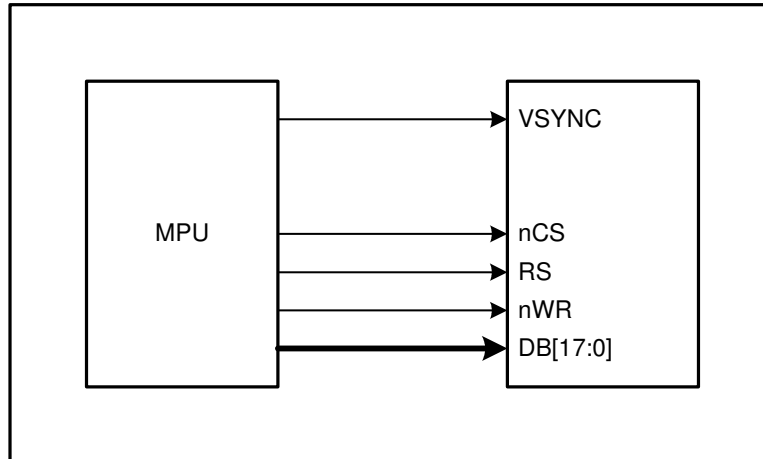 VSYNC
MPU
nCS
RS
nWR
DB[17:0]